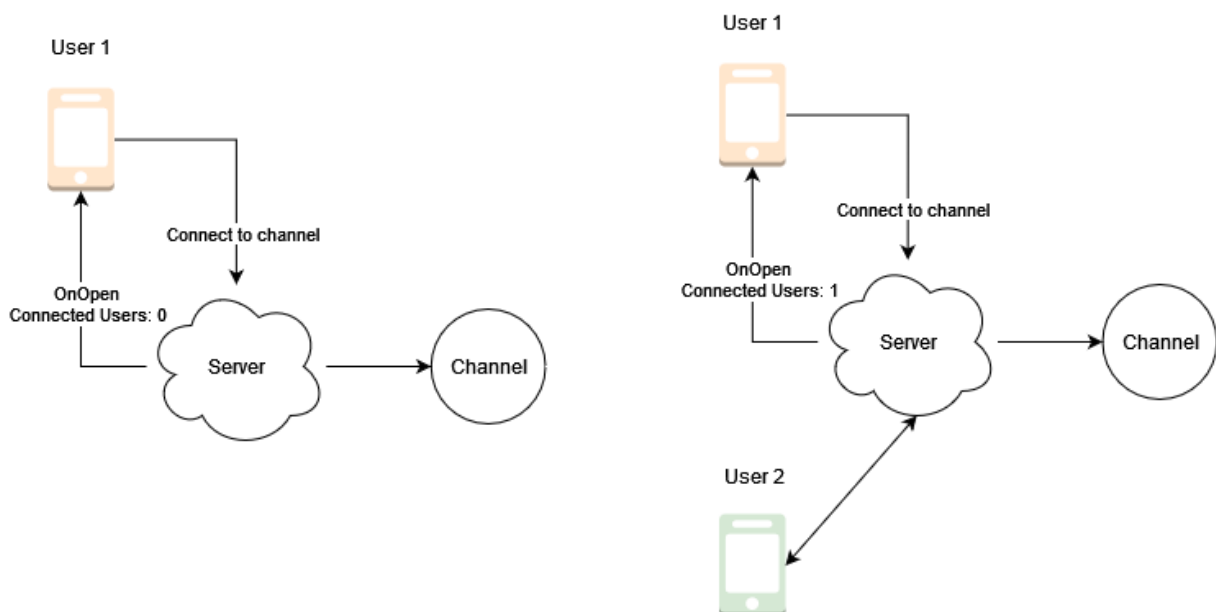 User 1
Connect to channel
OnOpen
Connected Users: 0
Server
Channel
User 1
Connect to channel
OnOpen
Connected Users: 1
Server
Channel
User 2